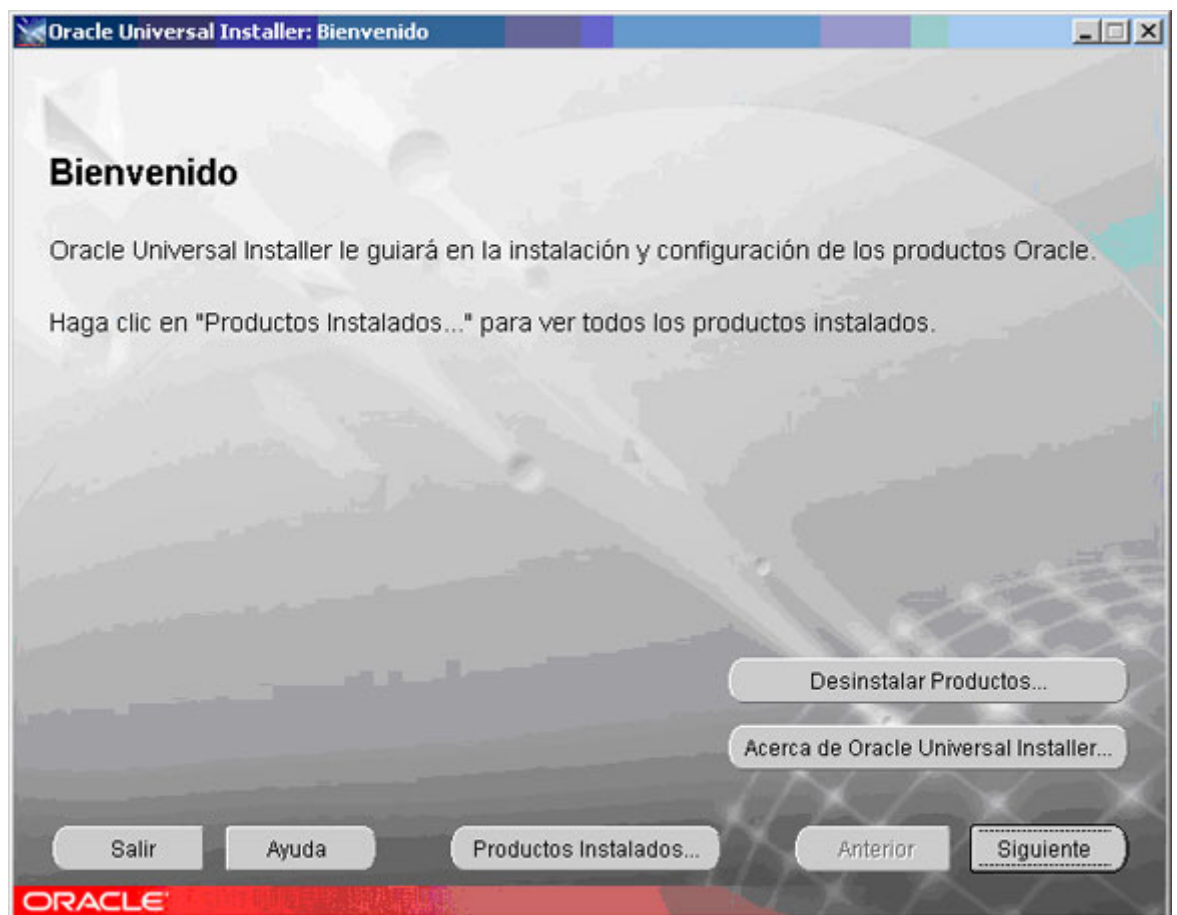 Oracle Universal Installer: Bienvenido
Bienvenido
Oracle Universal Installer le guiará en la instalación y configuración de los productos Oracle.
Haga clic en "Productos Instalados..." para ver todos los productos instalados.
Desinstalar Productos...
Acerca de Oracle Universal Installer...
Salir
Ayuda
Productos Instalados...
Anterior
Siguiente
ORACLE